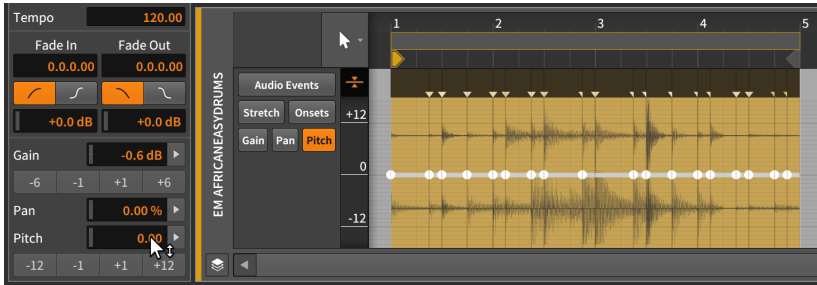 Tempo 120.00
Fade In Fade Out
0.0.0.00 0.0.0.00
+0.0 dB +0.0 dB
Gain -0.6 dB
-6 -1 +1 +6
Pan 0.00 %
Pitch 0.00
-12 -1 +1 +12
EM AFRICANEASYDRUMS
Audio Events
Stretch Onsets
Gain Pan Pitch
1 2 3 4 5
+12
0
-12